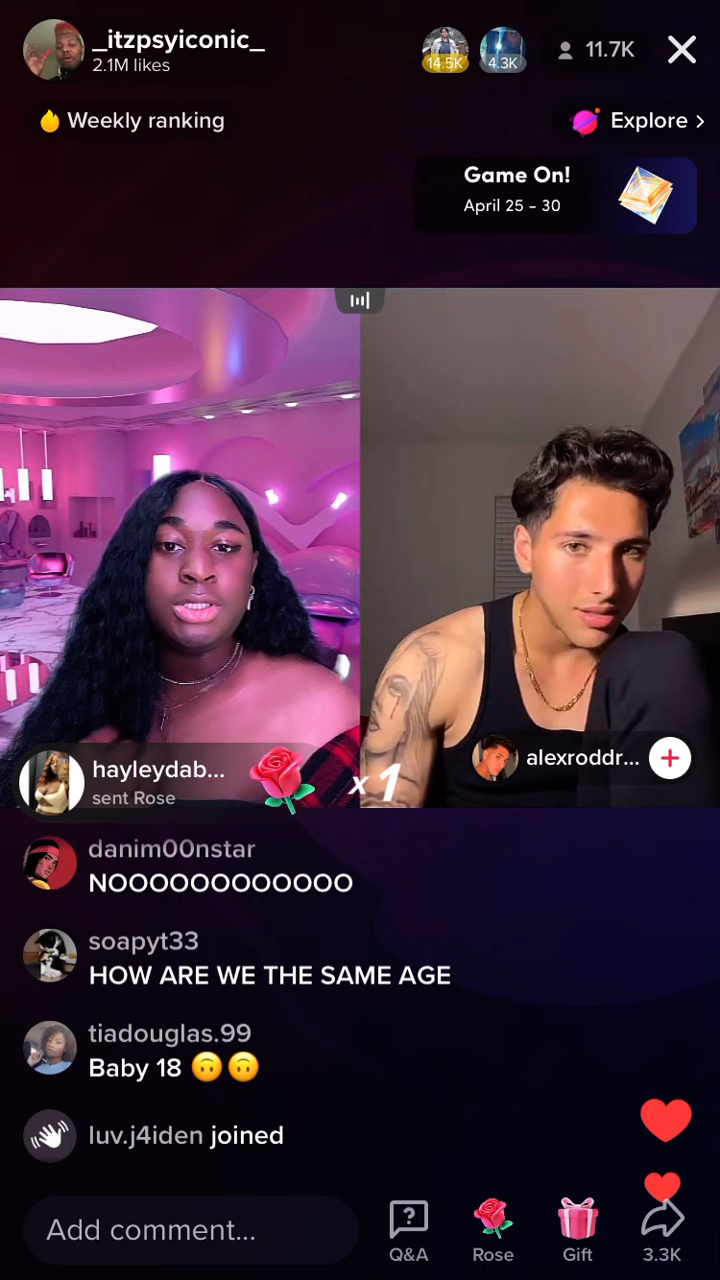 _itzpsyiconic_
2.1M likes
14.5K
4.3K
11.7K
Weekly ranking
Explore
Game On!
April 25 - 30
hayleydab...
sent Rose
x 1
alexroddr...
danim00nstar
NOOOOOOOOOOOO
soapyt33
HOW ARE WE THE SAME AGE
tiadouglas.99
Baby 18 🙃🙃
luv.j4iden joined
Add comment...
Q&A
Rose
Gift
3.3K